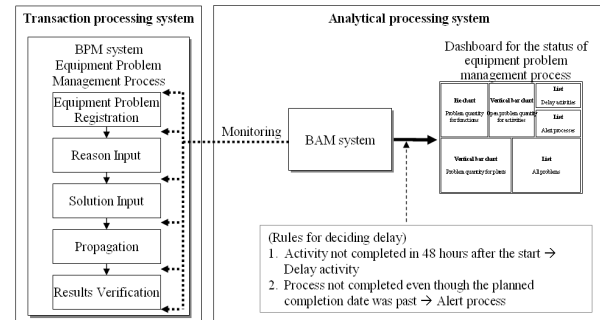 Transaction processing system
BPM system
Equipment Problem
Management Process
Equipment Problem
Registration
Reason Input
Solution Input
Propagation
Results Verification
Monitoring
Analytical processing system
BAM system
Dashboard for the status of
equipment problem
management process
Pie chart
Problem quantity
for functions
Vertical bar chart
Open problem quantity
for activities
List
Delay activities
List
Alert processes
Vertical bar chart
Problem quantity for plants
List
All problems
(Rules for deciding delay)
1. Activity not completed in 48 hours after the start →
Delay activity
2. Process not completed even though the planned
completion date was past → Alert process